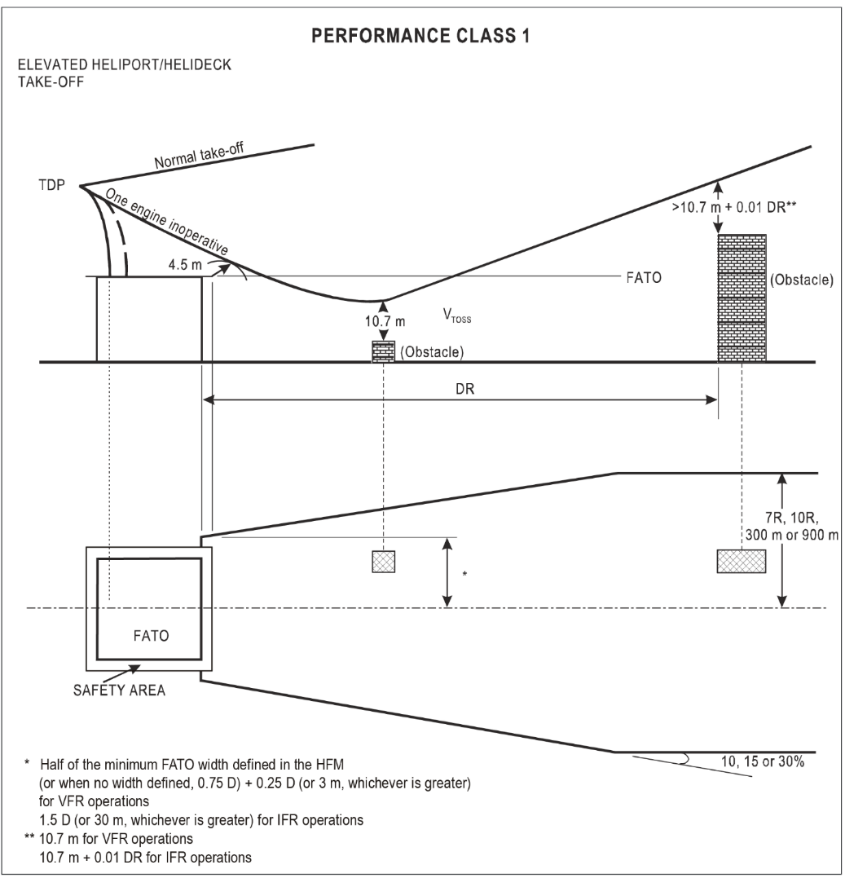 PERFORMANCE CLASS 1
ELEVATED HELIPORT/HELIDECK
TAKE-OFF
Normal take-off
TDP
One engine inoperative
>10.7 m + 0.01 DR**
4.5 m
FATO
(Obstacle)
10.7 m
V TOSS
(Obstacle)
DR
7R, 10R,
300 m or 900 m
*
FATO
SAFETY AREA
10, 15 or 30%
* Half of the minimum FATO width defined in the HFM
(or when no width defined, 0.75 D) + 0.25 D (or 3 m, whichever is greater)
for VFR operations
1.5 D (or 30 m, whichever is greater) for IFR operations
** 10.7 m for VFR operations
10.7 m + 0.01 DR for IFR operations